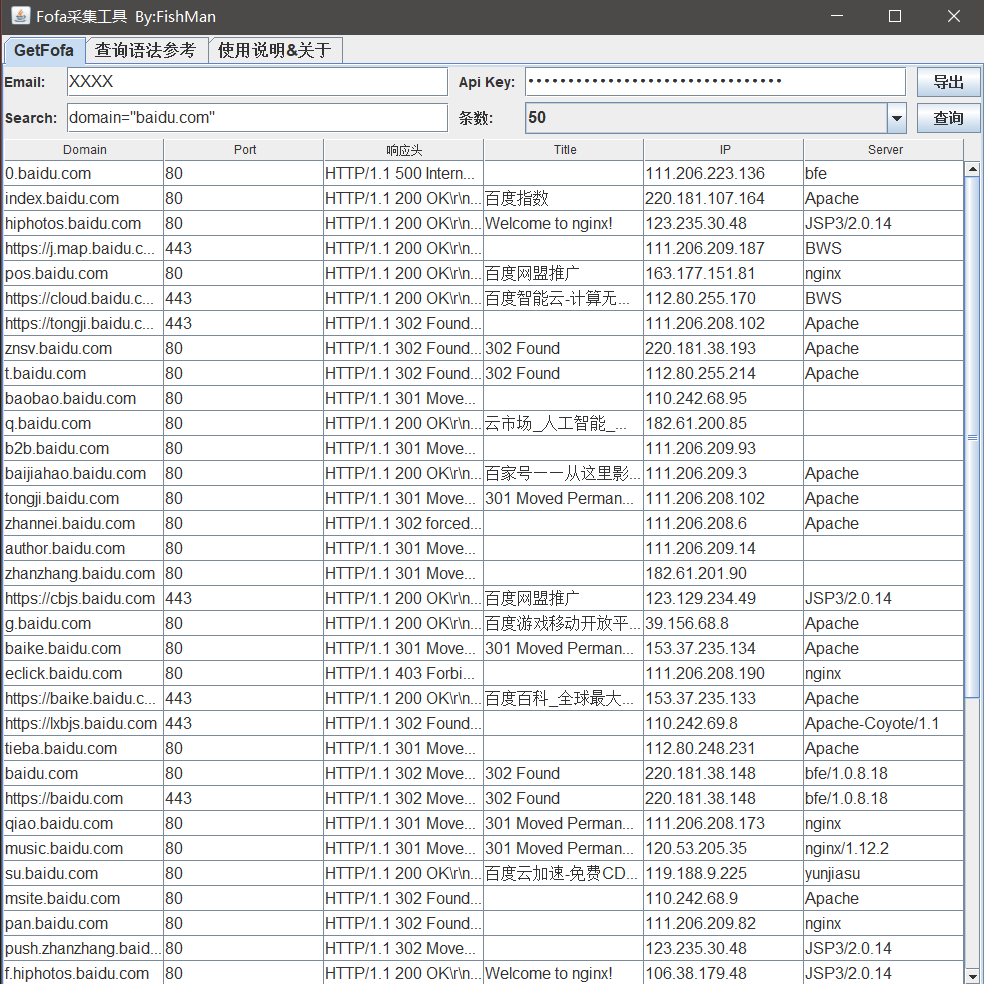 Fofa采集工具 By:FishMan
GetFofa 查询语法参考 使用说明&关于
Email: XXXX Api Key: •••••••••••••••••••••••••••••••• 导出
Search: domain="baidu.com" 条数: 50 查询
Domain Port 响应头 Title IP Server
0.baidu.com 80 HTTP/1.1 500 Intern... 111.206.223.136 bfe
index.baidu.com 80 HTTP/1.1 200 OK\r\n... 百度指数 220.181.107.164 Apache
hiphotos.baidu.com 80 HTTP/1.1 200 OK\r\n... Welcome to nginx! 123.235.30.48 JSP3/2.0.14
https://j.map.baidu.c... 443 HTTP/1.1 200 OK\r\n... 111.206.209.187 BWS
pos.baidu.com 80 HTTP/1.1 200 OK\r\n... 百度网盟推广 163.177.151.81 nginx
https://cloud.baidu.c... 443 HTTP/1.1 200 OK\r\n... 百度智能云-计算无... 112.80.255.170 BWS
https://tongji.baidu.c... 443 HTTP/1.1 302 Found... 111.206.208.102 Apache
znsv.baidu.com 80 HTTP/1.1 302 Found... 302 Found 220.181.38.193 Apache
t.baidu.com 80 HTTP/1.1 302 Found... 302 Found 112.80.255.214 Apache
baobao.baidu.com 80 HTTP/1.1 301 Move... 110.242.68.95
q.baidu.com 80 HTTP/1.1 200 OK\r\n... 云市场_人工智能_... 182.61.200.85
b2b.baidu.com 80 HTTP/1.1 301 Move... 111.206.209.93
baijiahao.baidu.com 80 HTTP/1.1 200 OK\r\n... 百家号一一从这里影... 111.206.209.3 Apache
tongji.baidu.com 80 HTTP/1.1 301 Move... 301 Moved Perman... 111.206.208.102 Apache
zhannei.baidu.com 80 HTTP/1.1 302 forced... 111.206.208.6 Apache
author.baidu.com 80 HTTP/1.1 301 Move... 111.206.209.14
zhanzhang.baidu.com 80 HTTP/1.1 301 Move... 182.61.201.90
https://cbjs.baidu.com 443 HTTP/1.1 200 OK\r\n... 百度网盟推广 123.129.234.49 JSP3/2.0.14
g.baidu.com 80 HTTP/1.1 200 OK\r\n... 百度游戏移动开放平... 39.156.68.8 Apache
baike.baidu.com 80 HTTP/1.1 301 Move... 301 Moved Perman... 153.37.235.134 Apache
eclick.baidu.com 80 HTTP/1.1 403 Forbi... 111.206.208.190 nginx
https://baike.baidu.c... 443 HTTP/1.1 200 OK\r\n... 百度百科_全球最大... 153.37.235.133 Apache
https://lxbjs.baidu.com 443 HTTP/1.1 302 Found... 110.242.69.8 Apache-Coyote/1.1
tieba.baidu.com 80 HTTP/1.1 301 Move... 112.80.248.231 Apache
baidu.com 80 HTTP/1.1 302 Move... 302 Found 220.181.38.148 bfe/1.0.8.18
https://baidu.com 443 HTTP/1.1 302 Move... 302 Found 220.181.38.148 bfe/1.0.8.18
qiao.baidu.com 80 HTTP/1.1 301 Move... 301 Moved Perman... 111.206.208.173 nginx
music.baidu.com 80 HTTP/1.1 301 Move... 301 Moved Perman... 120.53.205.35 nginx/1.12.2
su.baidu.com 80 HTTP/1.1 200 OK\r\n... 百度云加速-免费CD... 119.188.9.225 yunjiasu
msite.baidu.com 80 HTTP/1.1 302 Found... 110.242.68.9 Apache
pan.baidu.com 80 HTTP/1.1 302 Found... 111.206.209.82 nginx
push.zhanzhang.baid... 80 HTTP/1.1 302 Move... 123.235.30.48 JSP3/2.0.14
f.hiphotos.baidu.com 80 HTTP/1.1 200 OK\r\n... Welcome to nginx! 106.38.179.48 JSP3/2.0.14